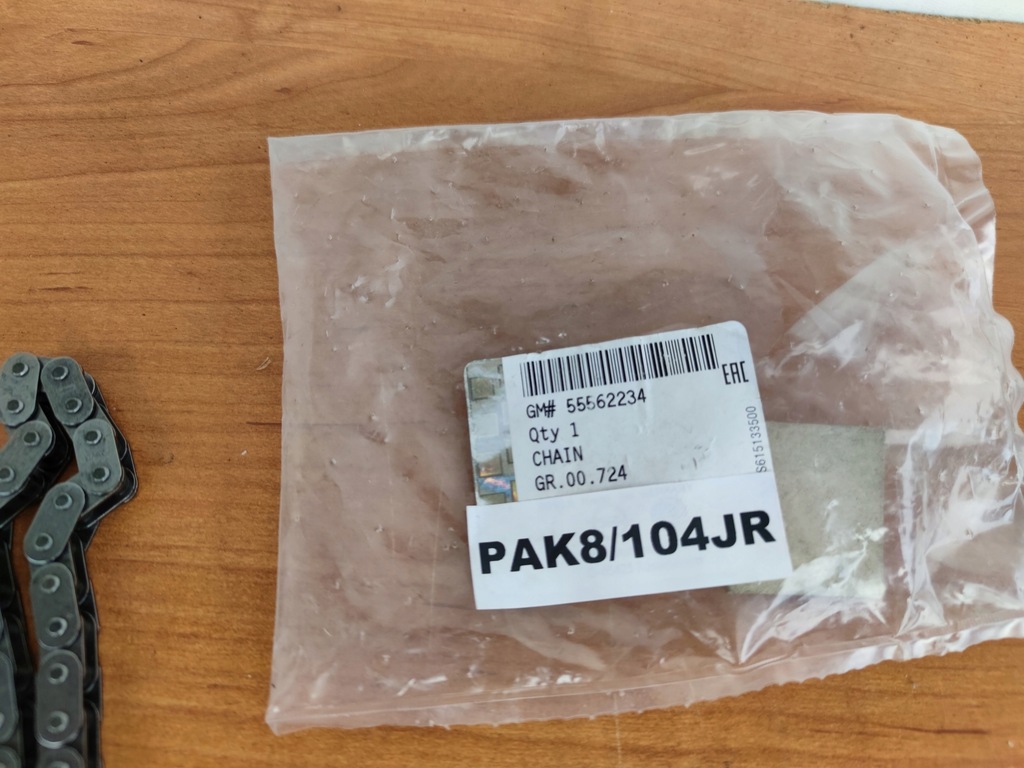 GM# 55562234
EAC
Qty 1
CHAIN
GR.00.724
S615133500
PAK8/104JR